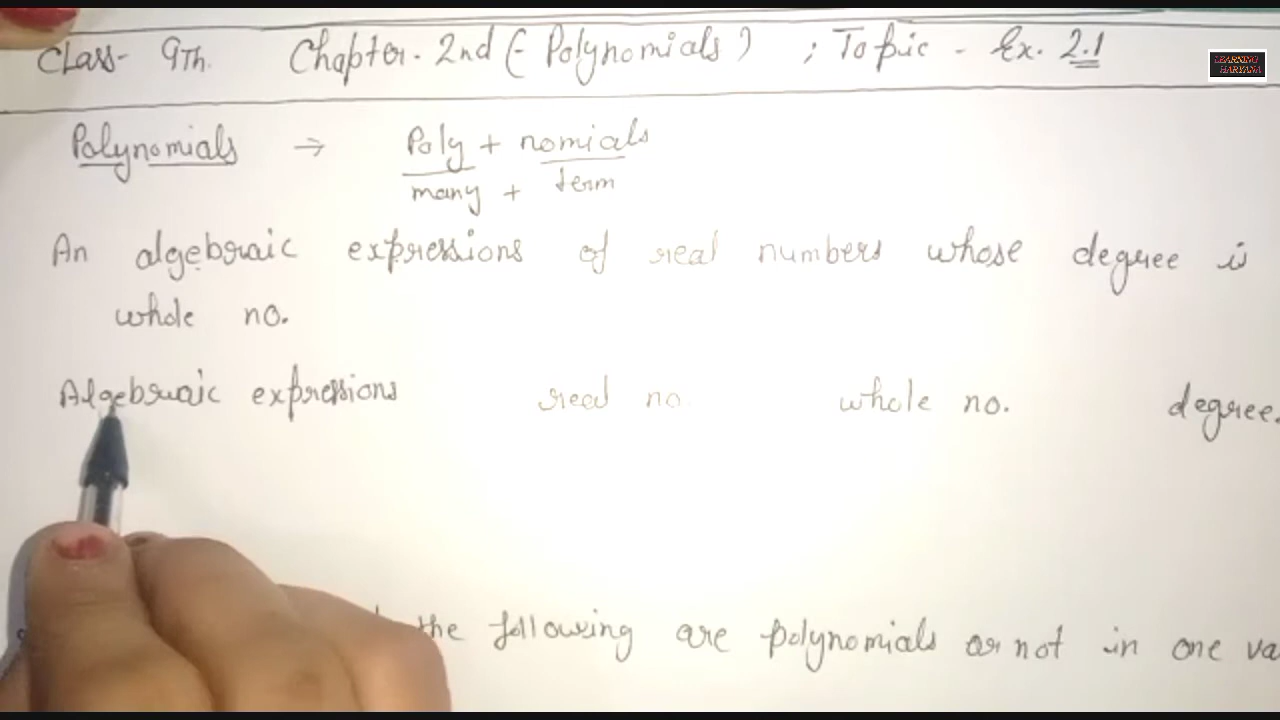 Class- 9Th. Chapter. 2nd (- Polynomials) ; Topic - Ex. 2.1
LEARNING
HARYANA
Polynomials → Poly + nomials
many + term
An algebraic expressions of real numbers whose degree is
whole no.
Algebraic expressions real no. whole no. degree.
the following are polynomials or not in one va